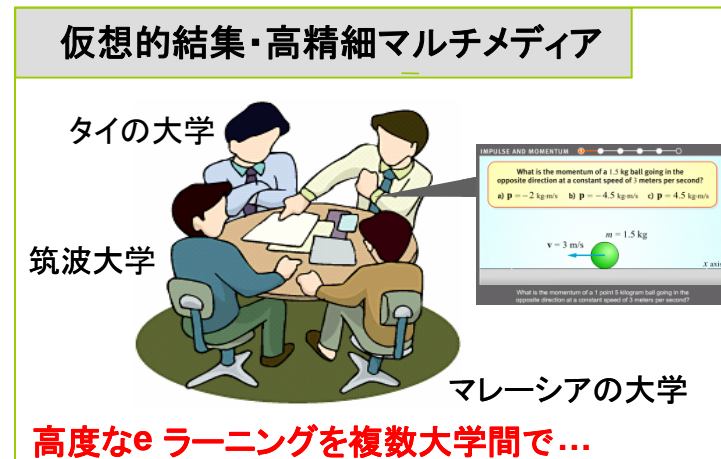 仮想的結集・高精細マルチメディア
タイの大学
IMPULSE AND MOMENTUM
What is the momentum of a 1.5 kg ball going in the
opposite direction at a constant speed of 3 meters per second?
a) p = −2 kg·m/s b) p = −4.5 kg·m/s c) p = 4.5 kg·m/s
m = 1.5 kg
v = 3 m/s
x axi
What is the momentum of a 1 point 5 kilogram ball going in the
opposite direction at a constant speed of 3 meters per second?
筑波大学
マレーシアの大学
高度なe ラーニングを複数大学間で…